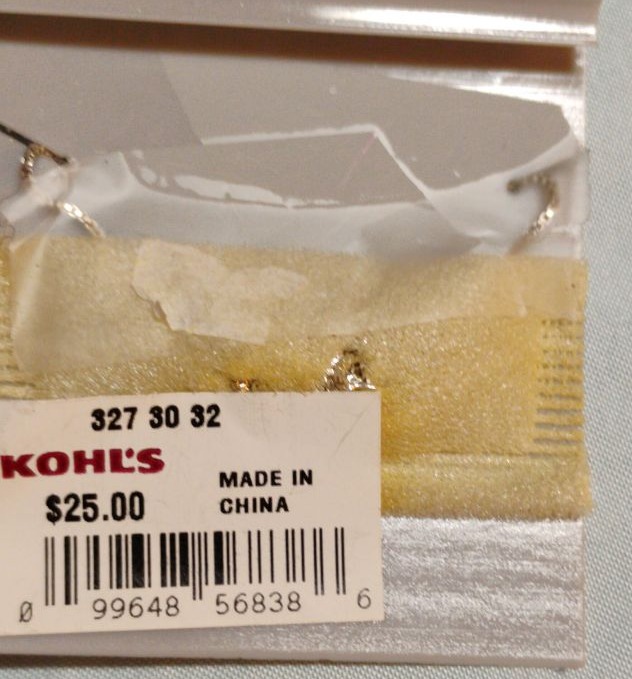 327 30 32
KOHL'S
$25.00
MADE IN
CHINA
0 99648 56838 6